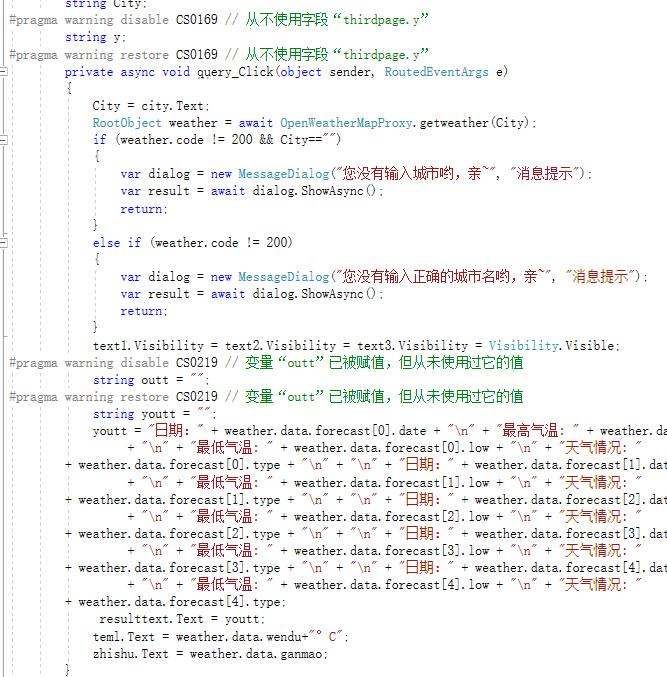 string City;
#pragma warning disable CS0169 // 从不使用字段“thirdpage.y”
string y;
#pragma warning restore CS0169 // 从不使用字段“thirdpage.y”
private async void query_Click(object sender, RoutedEventArgs e)
{
City = city.Text;
RootObject weather = await OpenWeatherMapProxy.getweather(City);
if (weather.code != 200 && City=="")
{
var dialog = new MessageDialog("您没有输入城市哟，亲~", "消息提示");
var result = await dialog.ShowAsync();
return;
}
else if (weather.code != 200)
{
var dialog = new MessageDialog("您没有输入正确的城市名哟，亲~", "消息提示");
var result = await dialog.ShowAsync();
return;
}
text1.Visibility = text2.Visibility = text3.Visibility = Visibility.Visible;
#pragma warning disable CS0219 // 变量“outt”已被赋值，但从未使用过它的值
string outt = "";
#pragma warning restore CS0219 // 变量“outt”已被赋值，但从未使用过它的值
string youtt = "";
youtt = "日期：" + weather.data.forecast[0].date + "\n" + "最高气温：" + weather.da
+ "\n" + "最低气温：" + weather.data.forecast[0].low + "\n" + "天气情况："
+ weather.data.forecast[0].type + "\n" + "\n" + "日期：" + weather.data.forecast[1].dat
+ "\n" + "最低气温：" + weather.data.forecast[1].low + "\n" + "天气情况："
+ weather.data.forecast[1].type + "\n" + "\n" + "日期：" + weather.data.forecast[2].dat
+ "\n" + "最低气温：" + weather.data.forecast[2].low + "\n" + "天气情况："
+ weather.data.forecast[2].type + "\n" + "\n" + "日期：" + weather.data.forecast[3].dat
+ "\n" + "最低气温：" + weather.data.forecast[3].low + "\n" + "天气情况："
+ weather.data.forecast[3].type + "\n" + "\n" + "日期：" + weather.data.forecast[4].dat
+ "\n" + "最低气温：" + weather.data.forecast[4].low + "\n" + "天气情况："
+ weather.data.forecast[4].type;
resulttext.Text = youtt;
teml.Text = weather.data.wendu+"°C";
zhishu.Text = weather.data.ganmao;
}